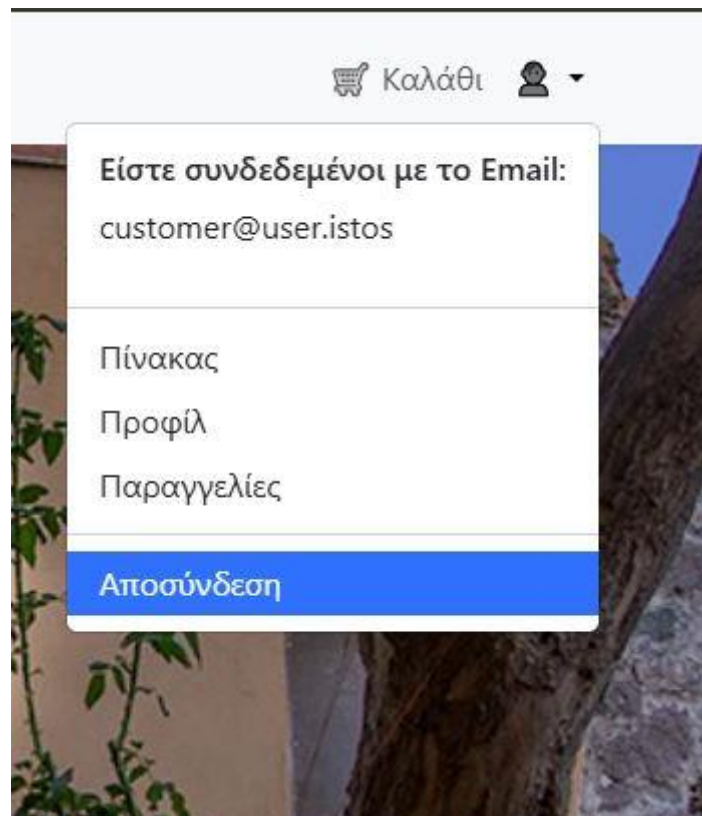 Καλάθι
Είστε συνδεδεμένοι με το Email:
customer@user.istos
Πίνακας
Προφίλ
Παραγγελίες
Αποσύνδεση